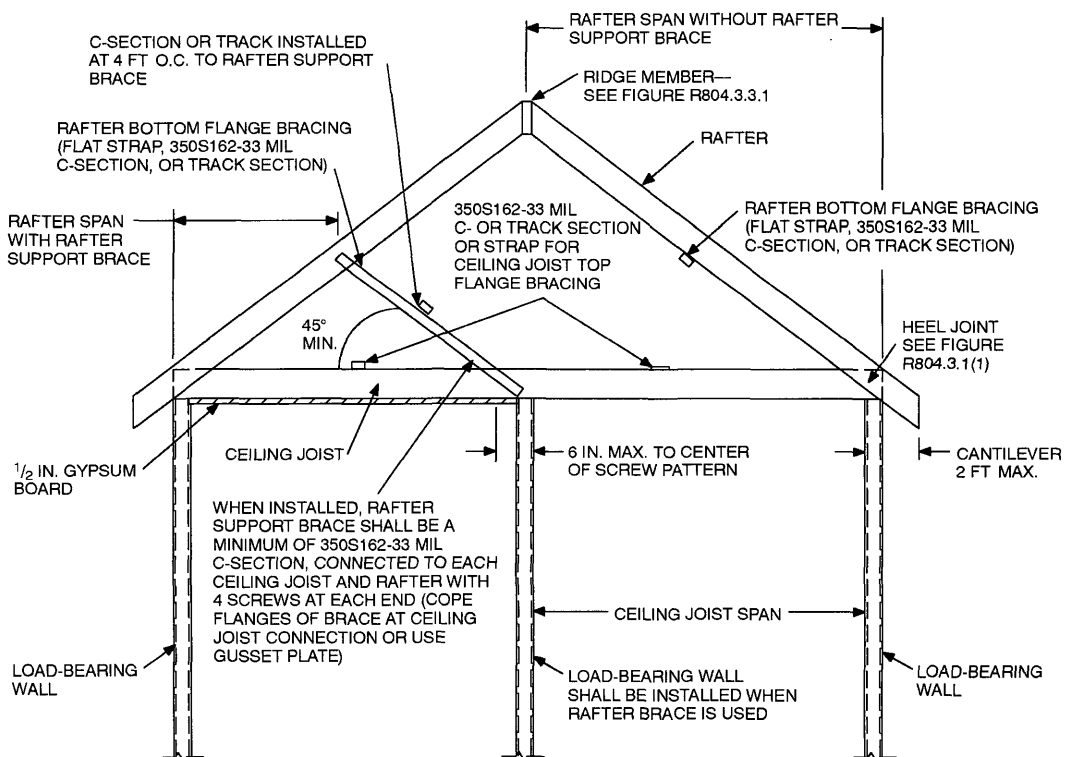 RAFTER SPAN WITHOUT RAFTER
SUPPORT BRACE
C-SECTION OR TRACK INSTALLED
AT 4 FT O.C. TO RAFTER SUPPORT
BRACE
RIDGE MEMBER—
SEE FIGURE R804.3.3.1
RAFTER BOTTOM FLANGE BRACING
(FLAT STRAP, 350S162-33 MIL
C-SECTION, OR TRACK SECTION)
RAFTER
RAFTER SPAN
WITH RAFTER
SUPPORT BRACE
350S162-33 MIL
C- OR TRACK SECTION
OR STRAP FOR
CEILING JOIST TOP
FLANGE BRACING
RAFTER BOTTOM FLANGE BRACING
(FLAT STRAP, 350S162-33 MIL
C-SECTION, OR TRACK SECTION)
45°
MIN.
HEEL JOINT
SEE FIGURE
R804.3.1(1)
1/2 IN. GYPSUM
BOARD
CEILING JOIST
6 IN. MAX. TO CENTER
OF SCREW PATTERN
CANTILEVER
2 FT MAX.
WHEN INSTALLED, RAFTER
SUPPORT BRACE SHALL BE A
MINIMUM OF 350S162-33 MIL
C-SECTION, CONNECTED TO EACH
CEILING JOIST AND RAFTER WITH
4 SCREWS AT EACH END (COPE
FLANGES OF BRACE AT CEILING
JOIST CONNECTION OR USE
GUSSET PLATE)
CEILING JOIST SPAN
LOAD-BEARING
WALL
LOAD-BEARING WALL
SHALL BE INSTALLED WHEN
RAFTER BRACE IS USED
LOAD-BEARING
WALL